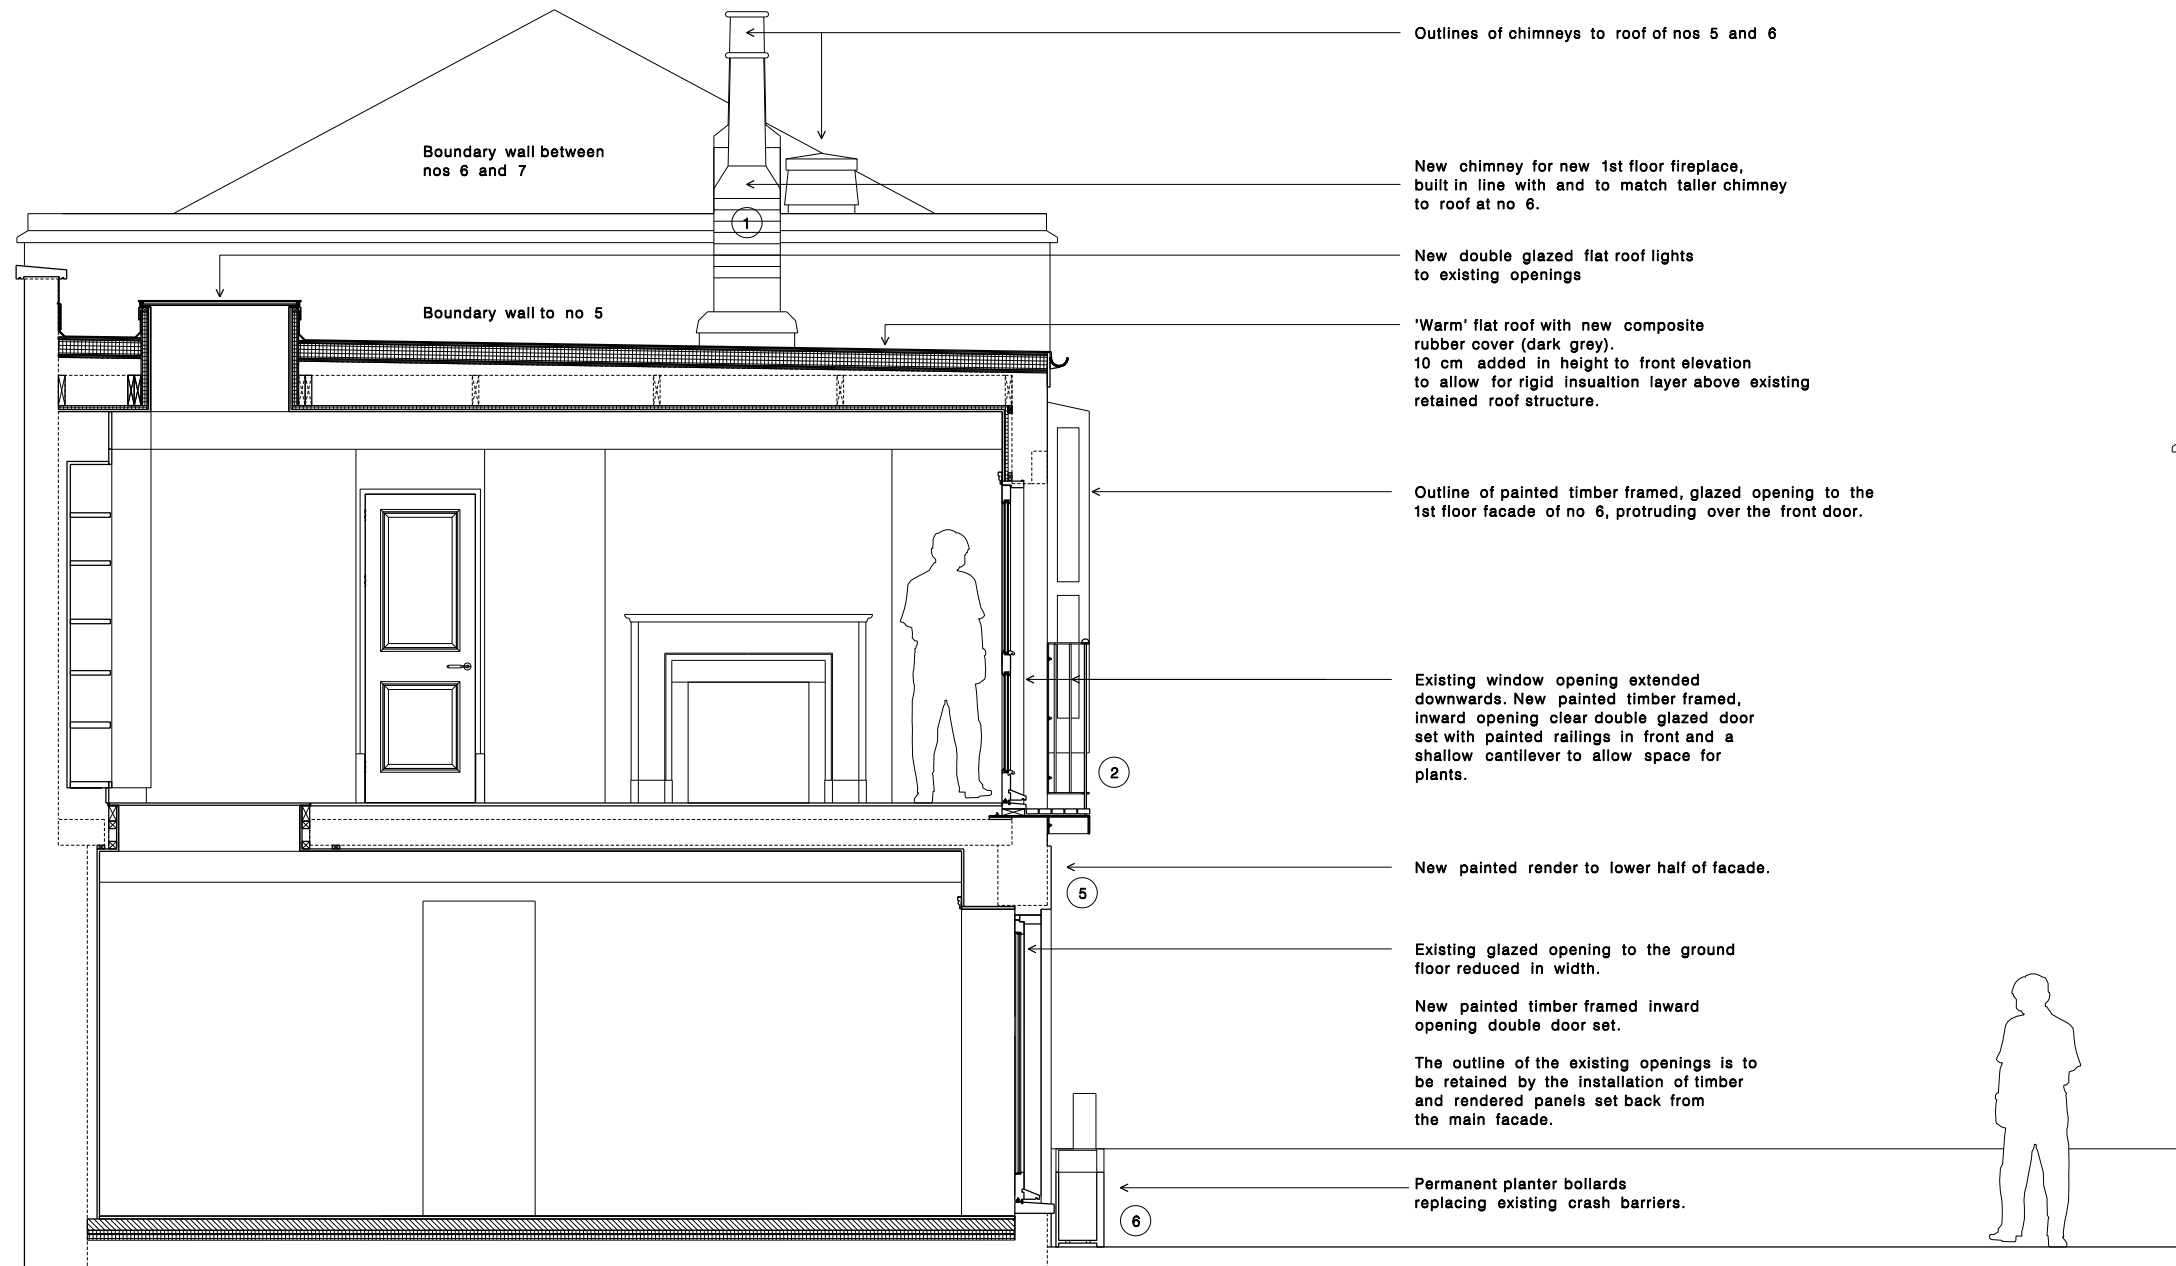 Outlines of chimneys to roof of nos 5 and 6
Boundary wall between
nos 6 and 7
New chimney for new 1st floor fireplace,
built in line with and to match taller chimney
to roof at no 6.
1
New double glazed flat roof lights
to existing openings
Boundary wall to no 5
'Warm' flat roof with new composite
rubber cover (dark grey).
10 cm added in height to front elevation
to allow for rigid insualtion layer above existing
retained roof structure.
Outline of painted timber framed, glazed opening to the
1st floor facade of no 6, protruding over the front door.
Existing window opening extended
downwards. New painted timber framed,
inward opening clear double glazed door
set with painted railings in front and a
shallow cantilever to allow space for
plants.
2
New painted render to lower half of facade.
5
Existing glazed opening to the ground
floor reduced in width.
New painted timber framed inward
opening double door set.
The outline of the existing openings is to
be retained by the installation of timber
and rendered panels set back from
the main facade.
Permanent planter bollards
replacing existing crash barriers.
6